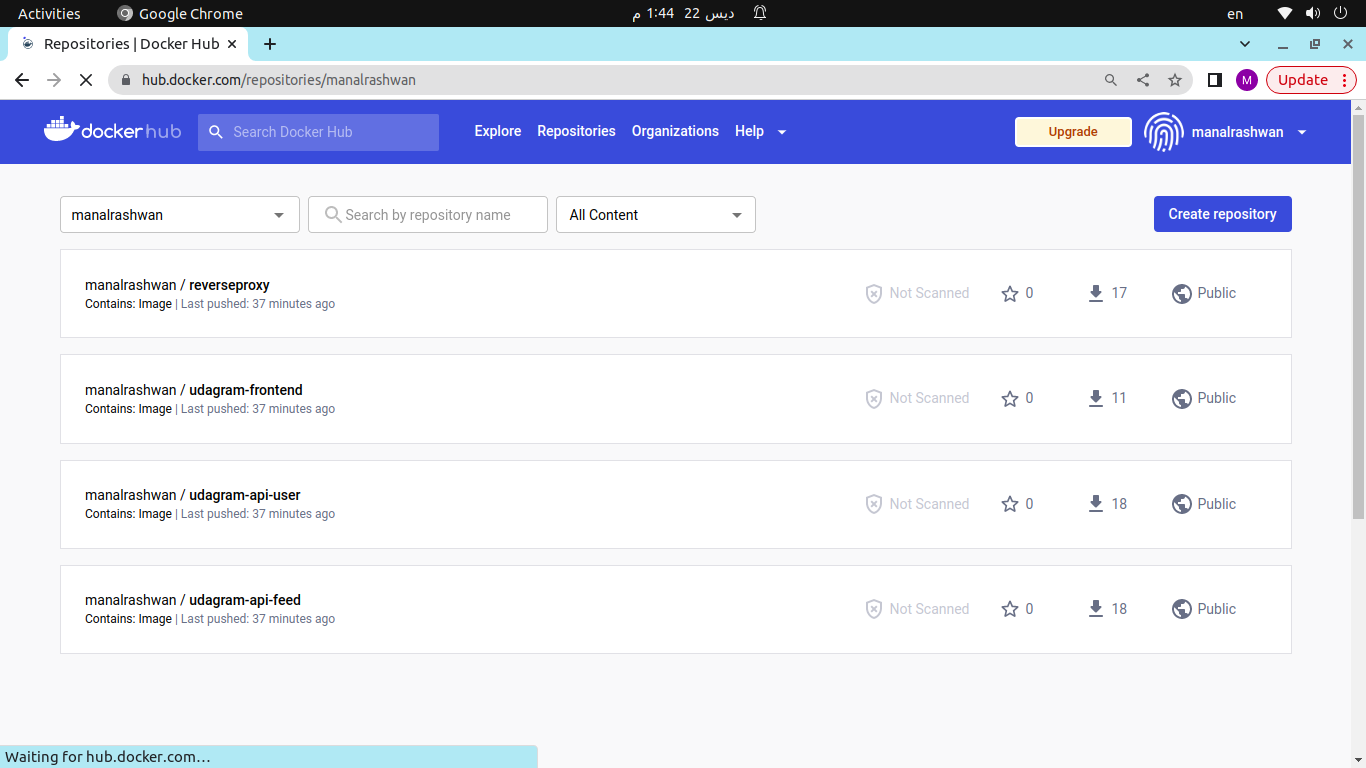 Activities Google Chrome 1:44 22 ديس م en
Repositories | Docker Hub
hub.docker.com/repositories/manalrashwan M Update
docker hub Search Docker Hub Explore Repositories Organizations Help Upgrade manalrashwan
manalrashwan Search by repository name All Content Create repository
manalrashwan / reverseproxy
Contains: Image | Last pushed: 37 minutes ago
Not Scanned 0 17 Public
manalrashwan / udagram-frontend
Contains: Image | Last pushed: 37 minutes ago
Not Scanned 0 11 Public
manalrashwan / udagram-api-user
Contains: Image | Last pushed: 37 minutes ago
Not Scanned 0 18 Public
manalrashwan / udagram-api-feed
Contains: Image | Last pushed: 37 minutes ago
Not Scanned 0 18 Public
Waiting for hub.docker.com…